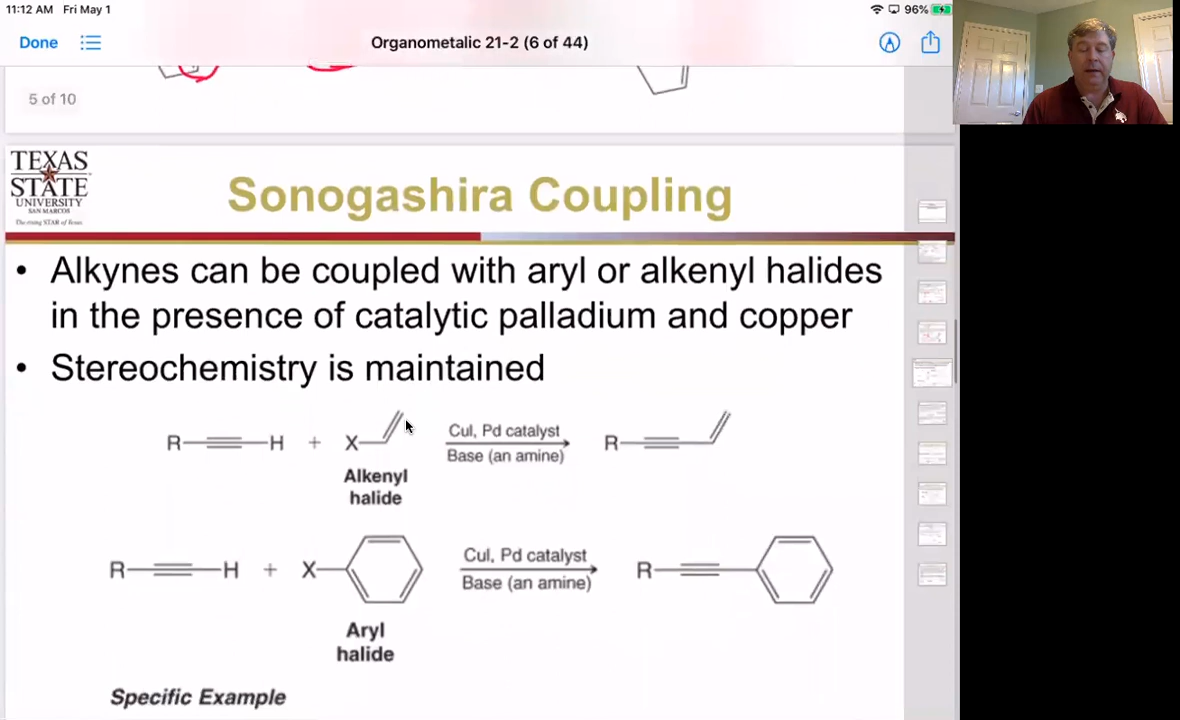 11:12 AM Fri May 1
96%
Done
Organometalic 21-2 (6 of 44)
5 of 10
TEXAS
STATE
UNIVERSITY
SAN MARCOS
The rising STAR of Texas
Sonogashira Coupling
• Alkynes can be coupled with aryl or alkenyl halides
in the presence of catalytic palladium and copper
• Stereochemistry is maintained
R H + X CuI, Pd catalyst R
Base (an amine)
Alkenyl
halide
R H + X CuI, Pd catalyst R
Base (an amine)
Aryl
halide
Specific Example